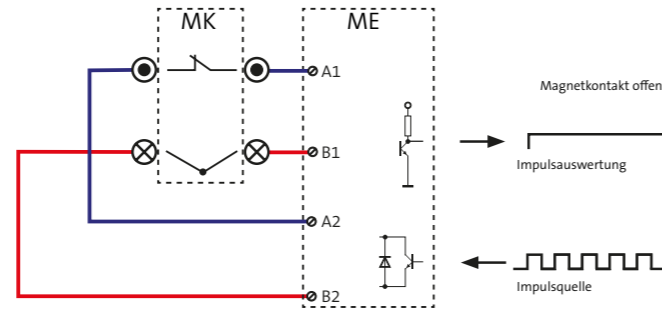 MK
ME
A1
Magnetkontakt offen
B1
Impulsauswertung
A2
Impulsquelle
B2